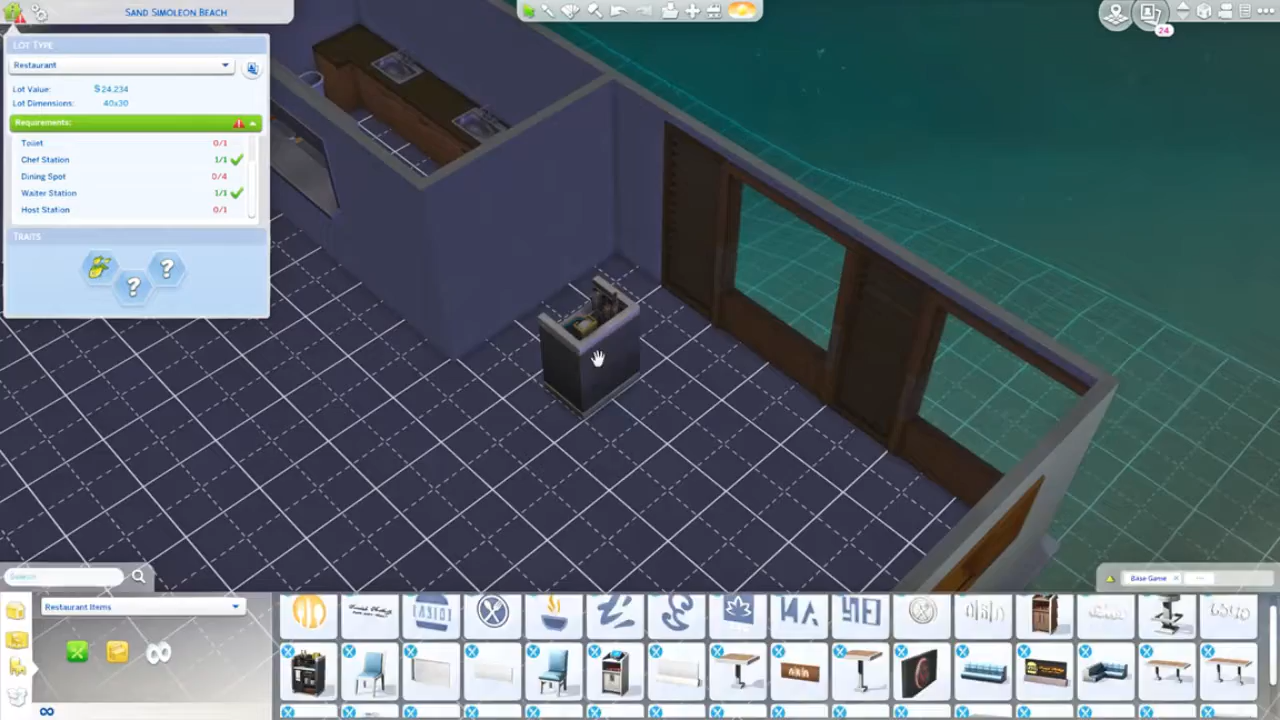 SAND SIMOLEON BEACH
24
LOT TYPE
Restaurant
Lot Value: $24,234
Lot Dimensions: 40x30
Requirements:
Toilet 0/1
Chef Station 1/1
Dining Spot 0/4
Waiter Station 1/1
Host Station 0/1
TRAITS
? ?
Search
Base Game
Restaurant Items